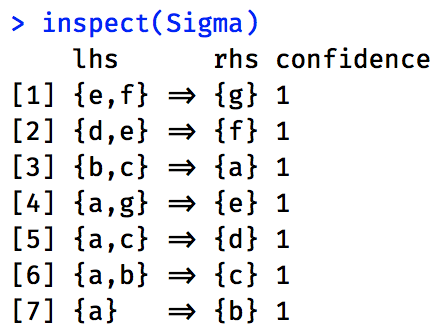 > inspect(Sigma)
lhs rhs confidence
[1] {e,f} => {g} 1
[2] {d,e} => {f} 1
[3] {b,c} => {a} 1
[4] {a,g} => {e} 1
[5] {a,c} => {d} 1
[6] {a,b} => {c} 1
[7] {a} => {b} 1